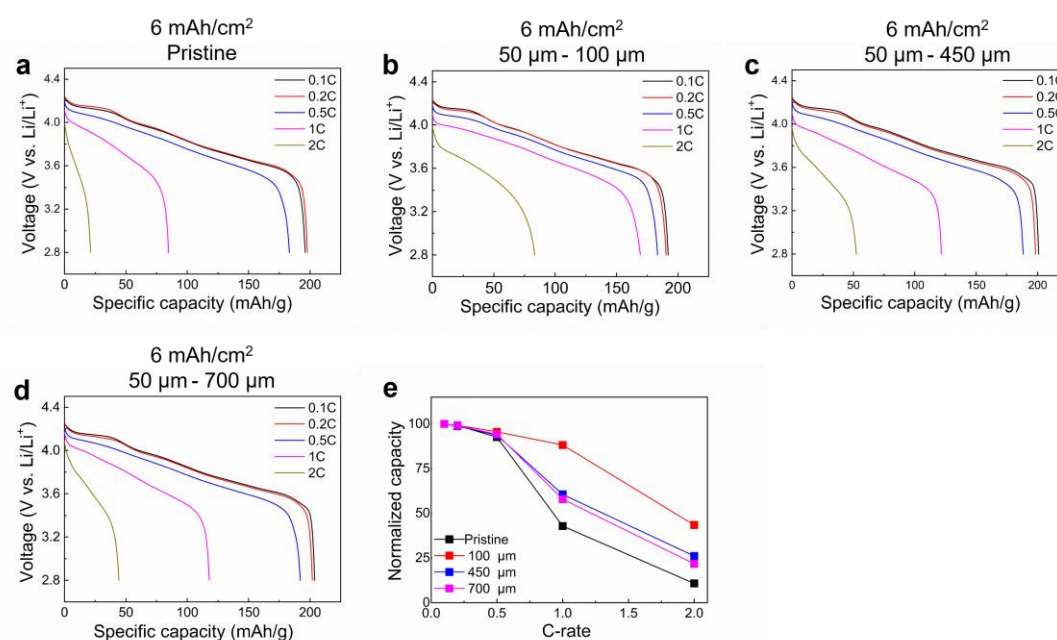 6 mAh/cm²
Pristine
a
0.1C
0.2C
0.5C
1C
2C
4.4
4.0
3.6
3.2
2.8
Voltage (V vs. Li/Li⁺)
0 50 100 150 200
Specific capacity (mAh/g)
6 mAh/cm²
50 μm - 100 μm
b
0.1C
0.2C
0.5C
1C
2C
4.4
4.0
3.6
3.2
2.8
Voltage (V vs. Li/Li⁺)
0 50 100 150 200
Specific capacity (mAh/g)
6 mAh/cm²
50 μm - 450 μm
c
0.1C
0.2C
0.5C
1C
2C
4.4
4.0
3.6
3.2
2.8
Voltage (V vs. Li/Li⁺)
0 50 100 150 200
Specific capacity (mAh/g)
6 mAh/cm²
50 μm - 700 μm
d
0.1C
0.2C
0.5C
1C
2C
4.4
4.0
3.6
3.2
2.8
Voltage (V vs. Li/Li⁺)
0 50 100 150 200
Specific capacity (mAh/g)
e
100
75
50
25
0
Normalized capacity
Pristine
100 μm
450 μm
700 μm
0.0 0.5 1.0 1.5 2.0
C-rate